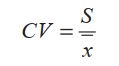 CV = S / x̿